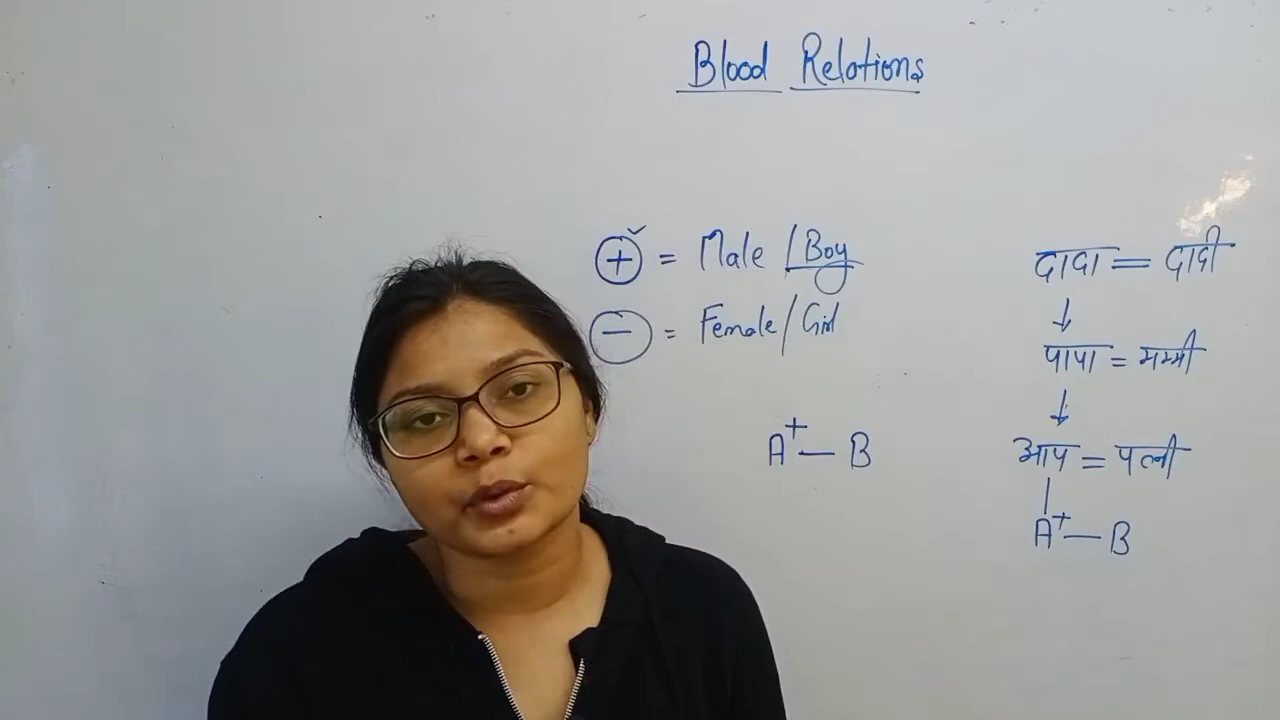 Blood Relations
+ = Male / Boy
- = Female / Girl
A+ — B
दादा = दादी
↓
पापा = मम्मी
↓
आप = पत्नी
|
A+ — B